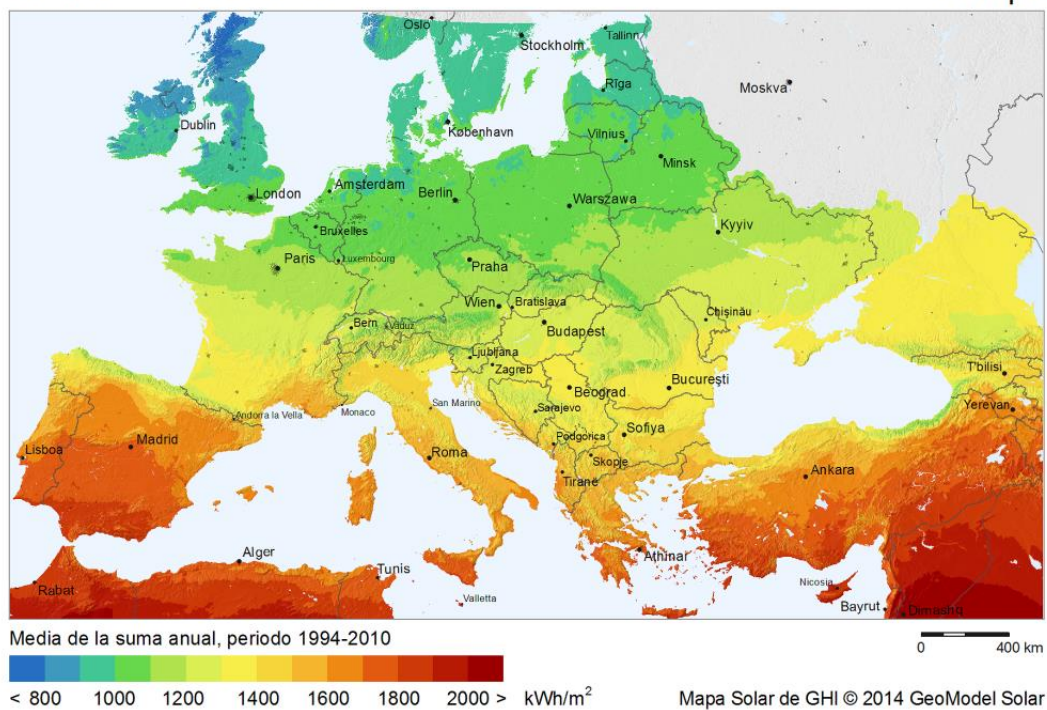 Oslo
Stockholm
Tallinn
Rīga
Moskva
Dublin
København
Vilnius
Minsk
London
Amsterdam
Berlin
Warszawa
Bruxelles
Kyyiv
Paris
Luxembourg
Praha
Wien
Bratislava
Bern
Vaduz
Budapest
Chişinău
Ljubljana
Zagreb
T'bilisi
Beograd
Bucureşti
Andorra la Vella
Monaco
San Marino
Sarajevo
Yerevan
Madrid
Podgorica
Sofiya
Lisboa
Roma
Skopje
Ankara
Tirane
Alger
Athinai
Tunis
Rabat
Nicosia
Valletta
Bayrut
Dimashq
Media de la suma anual, periodo 1994-2010
0 400 km
< 800 1000 1200 1400 1600 1800 2000 > kWh/m²
Mapa Solar de GHI © 2014 GeoModel Solar